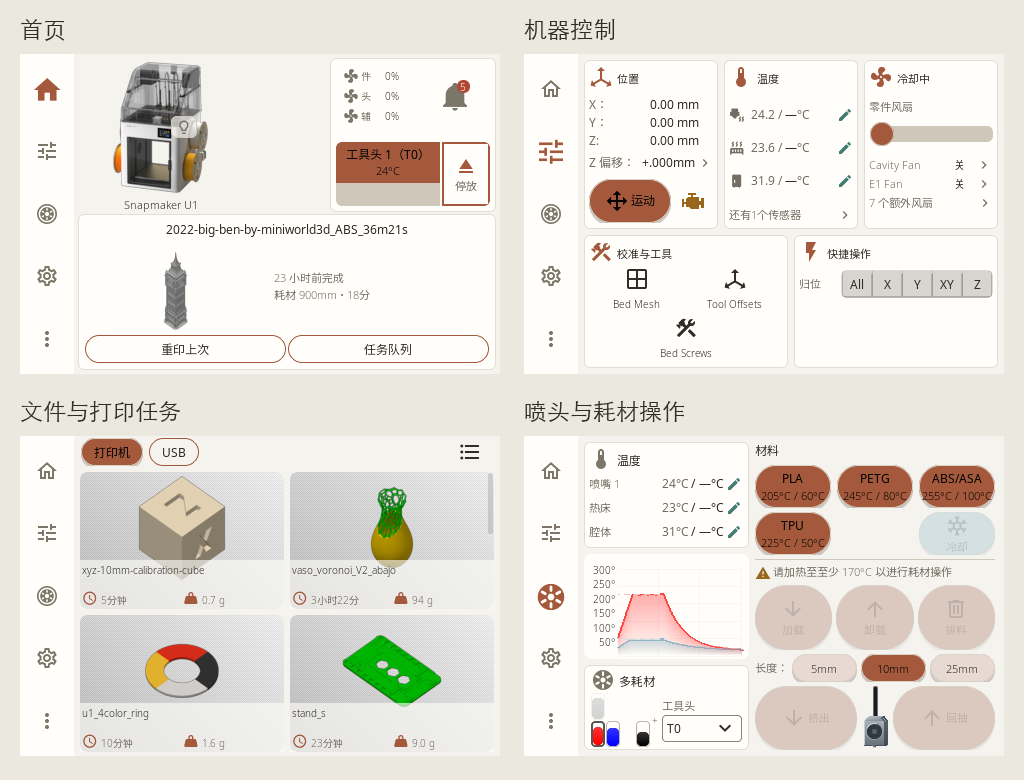 首页
件 0%
头 0%
辅 0%
5
工具头 1（T0）
24°C
停放
Snapmaker U1
2022-big-ben-by-miniworld3d_ABS_36m21s
23 小时前完成
耗材 900mm・18分
重印上次
任务队列
机器控制
位置
X： 0.00 mm
Y： 0.00 mm
Z: 0.00 mm
Z 偏移： +.000mm
运动
温度
24.2 / —°C
23.6 / —°C
31.9 / —°C
还有1个传感器
冷却中
零件风扇
Cavity Fan 关
E1 Fan 关
7 个额外风扇
校准与工具
Bed Mesh
Tool Offsets
Bed Screws
快捷操作
归位 All X Y XY Z
文件与打印任务
打印机
USB
xyz-10mm-calibration-cube
5分钟 0.7 g
vaso_voronoi_V2_abajo
3小时22分 94 g
u1_4color_ring
10分钟 1.6 g
stand_s
23分钟 9.0 g
喷头与耗材操作
温度
喷嘴 1 24°C / —°C
热床 23°C / —°C
腔体 31°C / —°C
300°
250°
200°
150°
100°
50°
多耗材
工具头
+
T0
材料
PLA
205°C / 60°C
PETG
245°C / 80°C
ABS/ASA
255°C / 100°C
TPU
225°C / 50°C
冷却
请加热至至少 170°C 以进行耗材操作
加载
卸载
排料
长度： 5mm 10mm 25mm
挤出
回抽